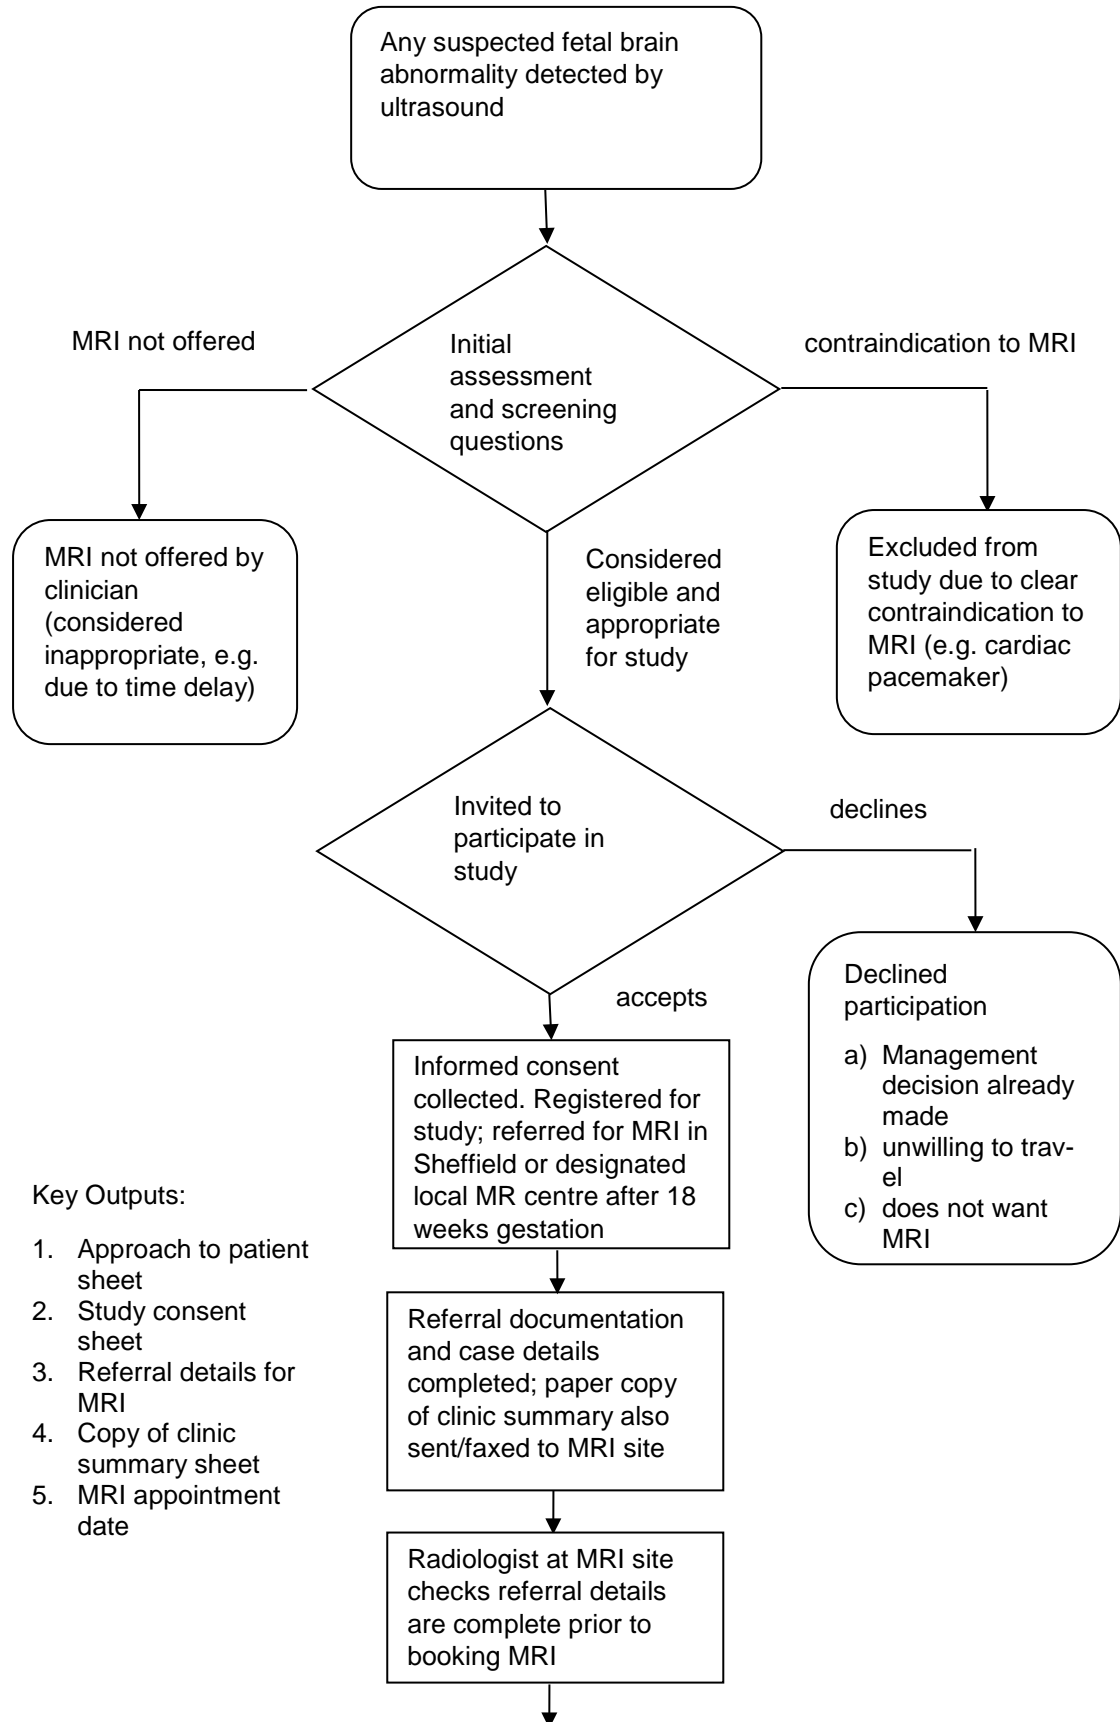 Any suspected fetal brain
abnormality detected by
ultrasound
MRI not offered
Initial
assessment
and screening
questions
contraindication to MRI
MRI not offered by
clinician
(considered
inappropriate, e.g.
due to time delay)
Considered
eligible and
appropriate
for study
Excluded from
study due to clear
contraindication to
MRI (e.g. cardiac
pacemaker)
Invited to
participate in
study
declines
accepts
Declined
participation
a) Management
decision already
made
b) unwilling to trav-
el
c) does not want
MRI
Informed consent
collected. Registered for
study; referred for MRI in
Sheffield or designated
local MR centre after 18
weeks gestation
Key Outputs:
1. Approach to patient
sheet
2. Study consent
sheet
3. Referral details for
MRI
4. Copy of clinic
summary sheet
5. MRI appointment
date
Referral documentation
and case details
completed; paper copy
of clinic summary also
sent/faxed to MRI site
Radiologist at MRI site
checks referral details
are complete prior to
booking MRI